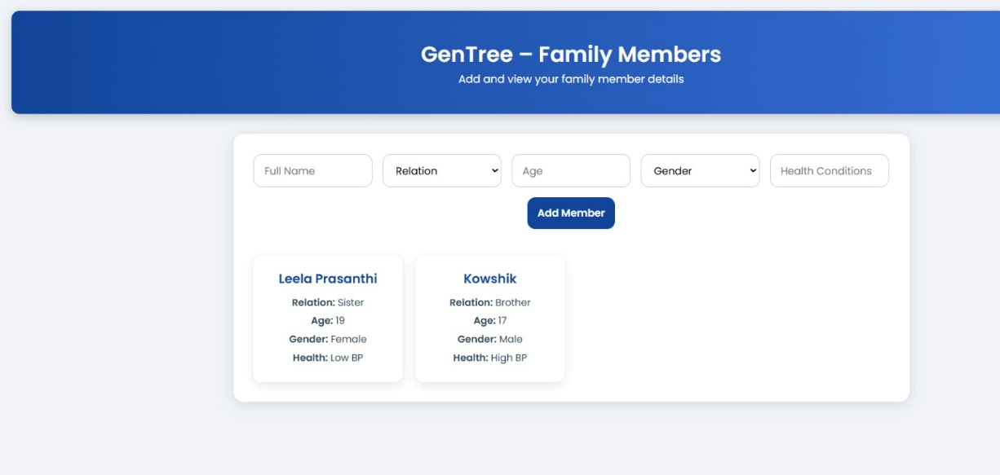 GenTree – Family Members
Add and view your family member details
Full Name Relation Age Gender Health Conditions
Add Member
Leela Prasanthi
Relation: Sister
Age: 19
Gender: Female
Health: Low BP
Kowshik
Relation: Brother
Age: 17
Gender: Male
Health: High BP